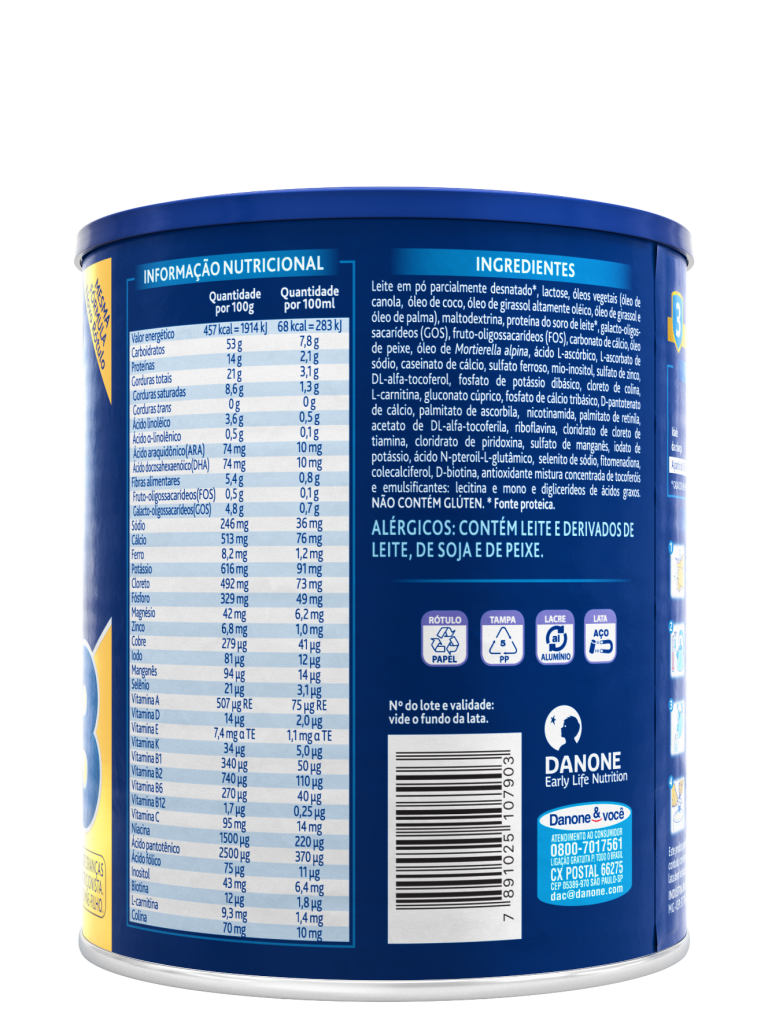 MESMA
FÓRMULA
INFORMAÇÃO NUTRICIONAL
Quantidade por 100g Quantidade por 100ml
Valor energético 457 kcal = 1914 kJ 68 kcal = 283 kJ
Carboidratos 53 g 7,8 g
Proteínas 14 g 2,1 g
Gorduras totais 21 g 3,1 g
Gorduras saturadas 8,6 g 1,3 g
Gorduras trans 0 g 0 g
Ácido linoléico 3,6 g 0,5 g
Ácido α-linolênico 0,5 g 0,1 g
Ácido araquidônico(ARA) 74 mg 10 mg
Ácido docosahexaenóico(DHA) 74 mg 10 mg
Fibras alimentares 5,4 g 0,8 g
Fruto-oligossacarídeos(FOS) 0,5 g 0,1 g
Galacto-oligossacarídeos(GOS) 4,8 g 0,7 g
Sódio 246 mg 36 mg
Cálcio 513 mg 76 mg
Ferro 8,2 mg 1,2 mg
Potássio 616 mg 91 mg
Cloreto 492 mg 73 mg
Fósforo 329 mg 49 mg
Magnésio 42 mg 6,2 mg
Zinco 6,8 mg 1,0 mg
Cobre 279 µg 41 µg
Iodo 81 µg 12 µg
Manganês 94 µg 14 µg
Selênio 21 µg 3,1 µg
Vitamina A 507 µg RE 75 µg RE
Vitamina D 14 µg 2,0 µg
Vitamina E 7,4 mg α TE 1,1 mg α TE
Vitamina K 34 µg 5,0 µg
Vitamina B1 340 µg 50 µg
Vitamina B2 740 µg 110 µg
Vitamina B6 270 µg 40 µg
Vitamina B12 1,7 µg 0,25 µg
Vitamina C 95 mg 14 mg
Niacina 1500 µg 220 µg
Ácido pantotênico 2500 µg 370 µg
Ácido fólico 75 µg 11 µg
Inositol 43 mg 6,4 mg
Biotina 12 µg 1,8 µg
L-carnitina 9,3 mg 1,4 mg
Colina 70 mg 10 mg
INGREDIENTES
Leite em pó parcialmente desnatado*, lactose, óleos vegetais (óleo de
canola, óleo de coco, óleo de girassol altamente oléico, óleo de girassol e
óleo de palma), maltodextrina, proteína do soro de leite*, galacto-oligos-
sacarídeos (GOS), fruto-oligossacarídeos (FOS), carbonato de cálcio, óleo
de peixe, óleo de Mortierella alpina, ácido L-ascórbico, L-ascorbato de
sódio, caseinato de cálcio, sulfato ferroso, mio-inositol, sulfato de zinco,
DL-alfa-tocoferol, fosfato de potássio dibásico, cloreto de colina,
L-carnitina, gluconato cúprico, fosfato de cálcio tribásico, D-pantotenato
de cálcio, palmitato de ascorbila, nicotinamida, palmitato de retinila,
acetato de DL-alfa-tocoferila, riboflavina, cloridrato de cloreto de
tiamina, cloridrato de piridoxina, sulfato de manganês, iodato de
potássio, ácido N-pteroil-L-glutâmico, selenito de sódio, fitomenadiona,
colecalciferol, D-biotina, antioxidante mistura concentrada de tocoferóis
e emulsificantes: lecitina e mono e diglicerídeos de ácidos graxos.
NÃO CONTÉM GLÚTEN. * Fonte proteica.
ALÉRGICOS: CONTÉM LEITE E DERIVADOS DE
LEITE, DE SOJA E DE PEIXE.
RÓTULO TAMPA LACRE LATA
5 al AÇO
PAPEL PP ALUMÍNIO
Nº do lote e validade:
vide o fundo da lata.
7 891025 107903
DANONE
Early Life Nutrition
Danone & você
ATENDIMENTO AO CONSUMIDOR
0800-7017561
LIGAÇÃO GRATUITA P/ TODO O BRASIL
CX POSTAL 66275
CEP 05389-970 SÃO PAULO-SP
dac@danone.com
3
3
1
2
3
4